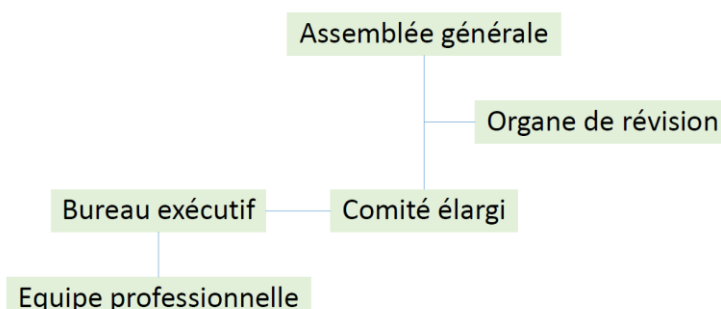 Assemblée générale
Organe de révision
Bureau exécutif
Comité élargi
Equipe professionnelle